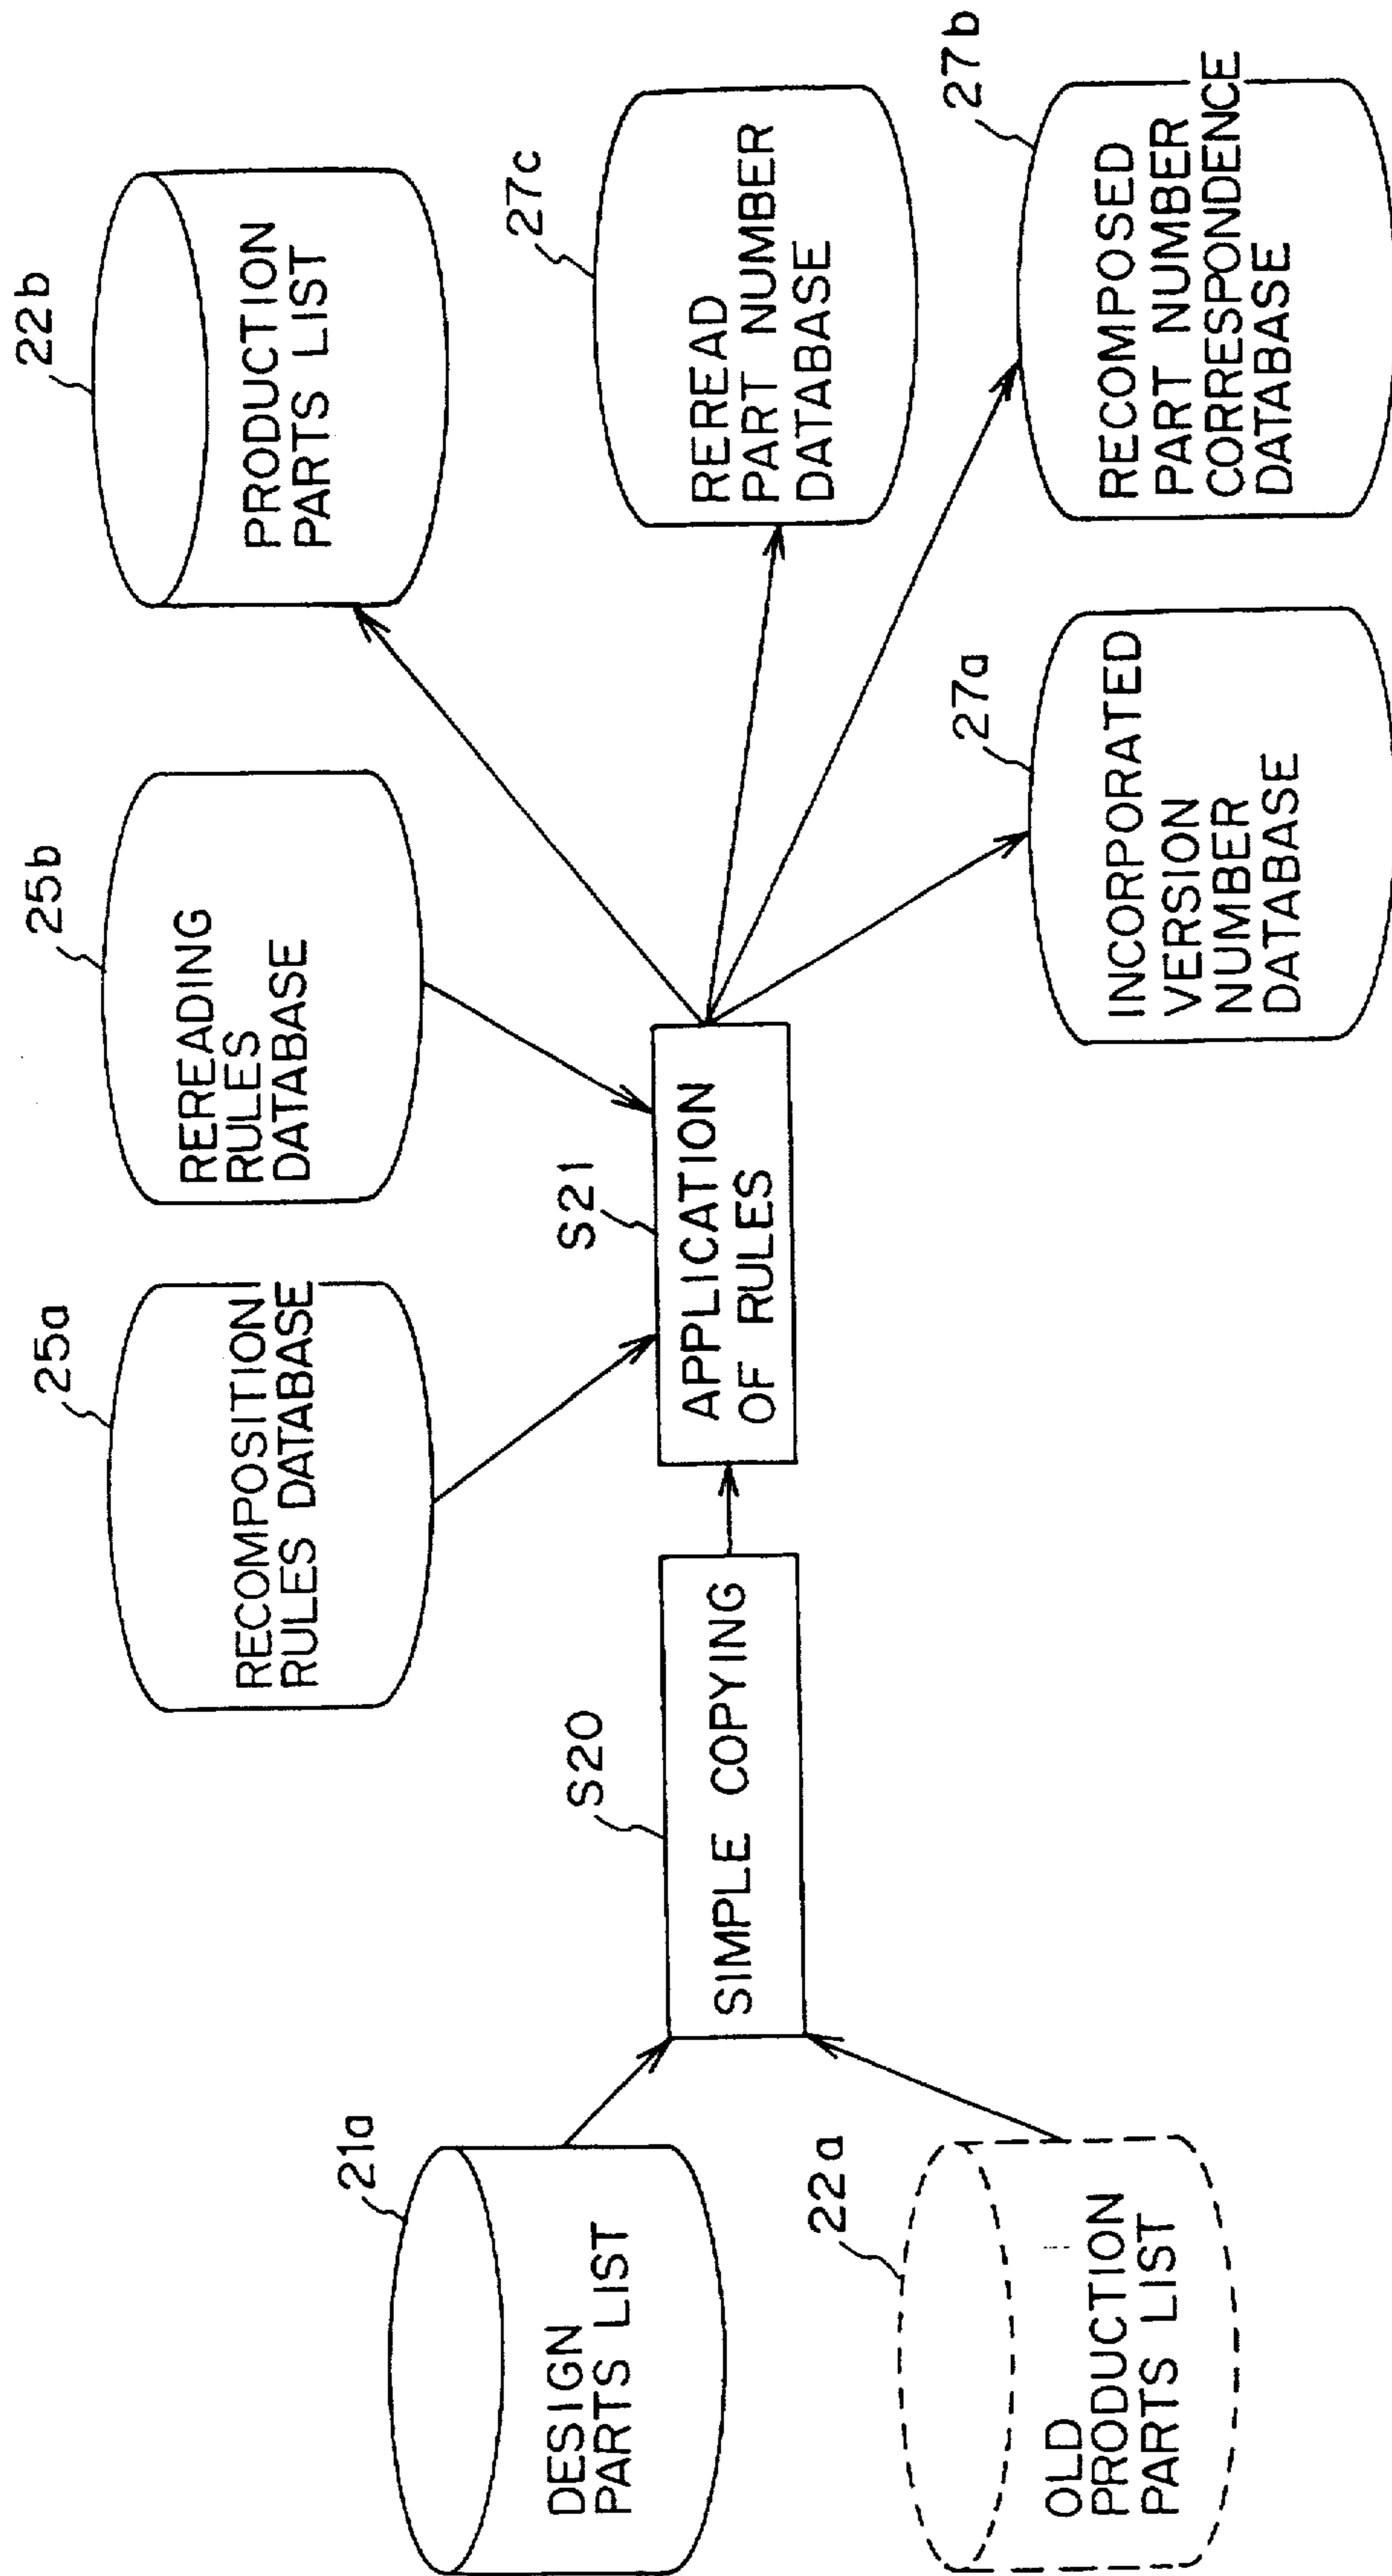 21a
DESIGN
PARTS LIST
22a
OLD
PRODUCTION
PARTS LIST
S20
SIMPLE COPYING
25a
RECOMPOSITION
RULES DATABASE
25b
REREADING
RULES
DATABASE
S21
APPLICATION
OF RULES
22b
PRODUCTION
PARTS LIST
27c
REREAD
PART NUMBER
DATABASE
27a
INCORPORATED
VERSION
NUMBER
DATABASE
27b
RECOMPOSED
PART NUMBER
CORRESPONDENCE
DATABASE